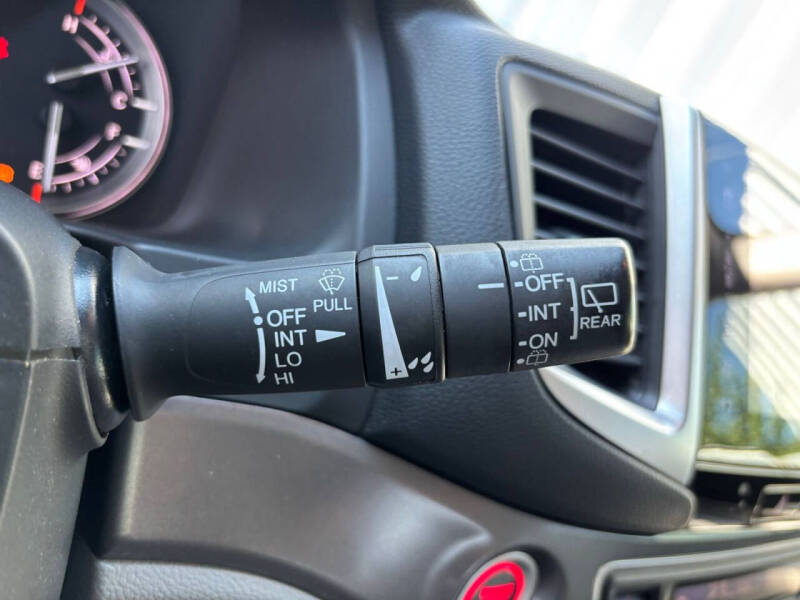 MIST
OFF
INT
LO
HI
PULL
−
+
OFF
INT
ON
REAR